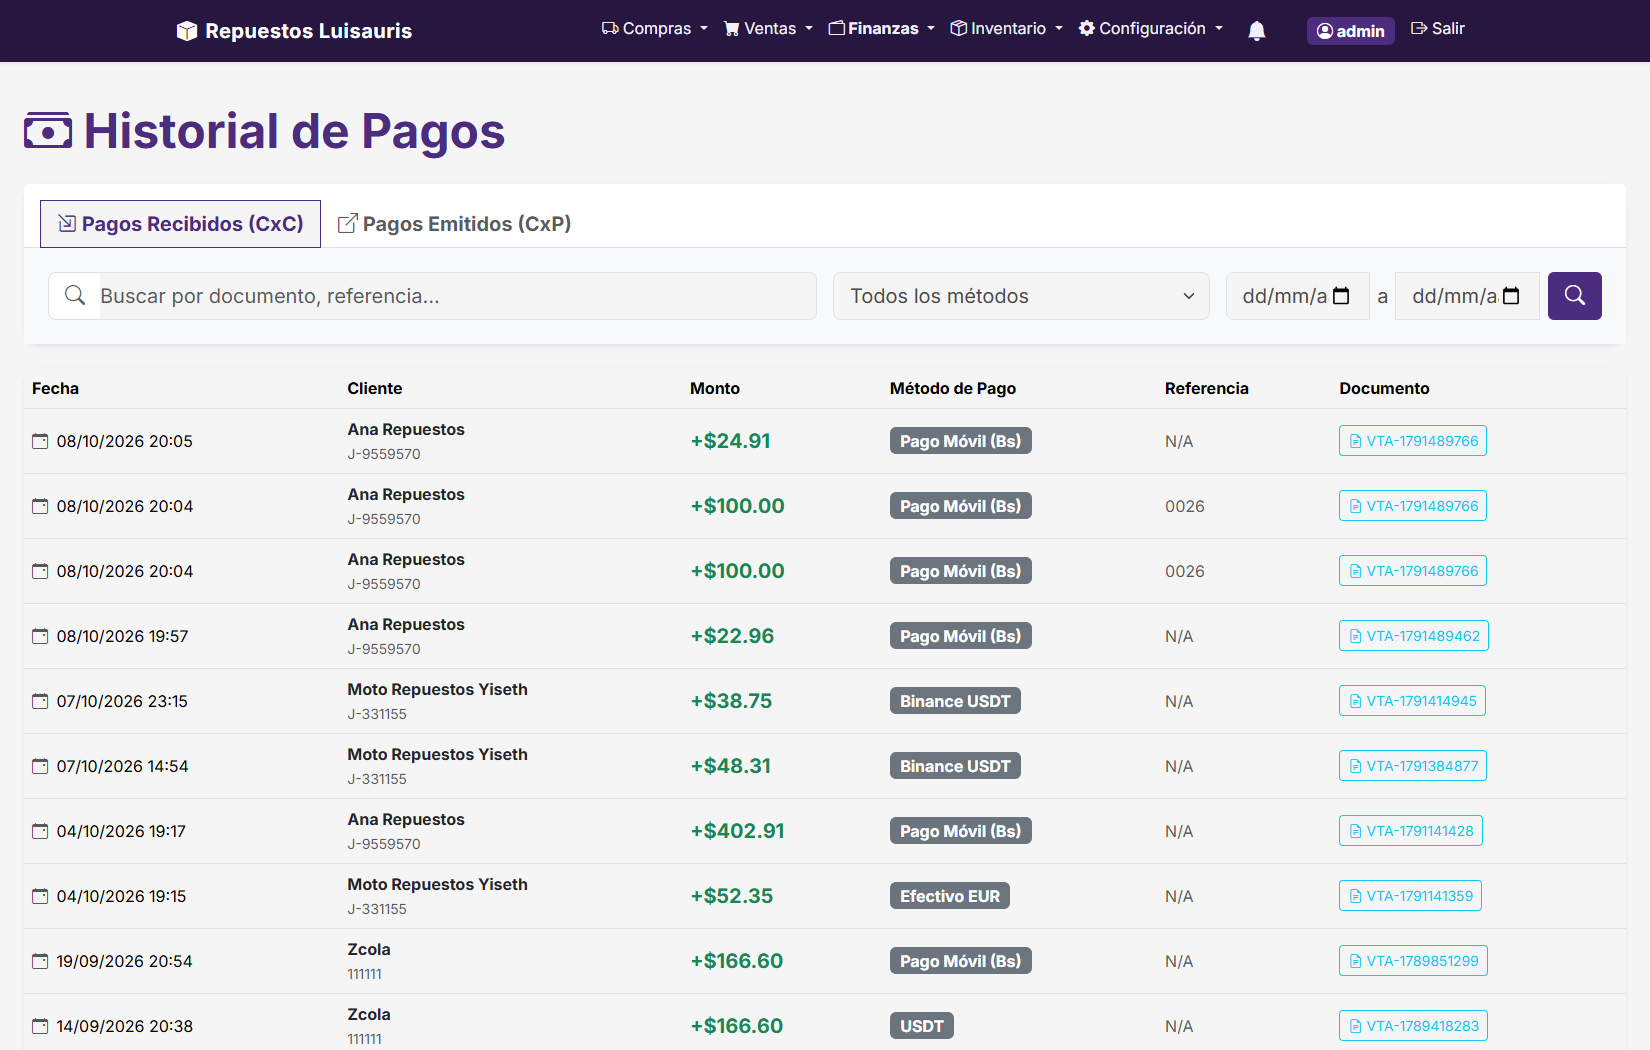 Repuestos Luisauris
Compras
Ventas
Finanzas
Inventario
Configuración
admin
Salir
Historial de Pagos
Pagos Recibidos (CxC)
Pagos Emitidos (CxP)
Buscar por documento, referencia...
Todos los métodos
dd/mm/a
a
dd/mm/a
Fecha Cliente Monto Método de Pago Referencia Documento
08/10/2026 20:05 Ana Repuestos +$24.91 Pago Móvil (Bs) N/A VTA-1791489766
J-9559570
08/10/2026 20:04 Ana Repuestos +$100.00 Pago Móvil (Bs) 0026 VTA-1791489766
J-9559570
08/10/2026 20:04 Ana Repuestos +$100.00 Pago Móvil (Bs) 0026 VTA-1791489766
J-9559570
08/10/2026 19:57 Ana Repuestos +$22.96 Pago Móvil (Bs) N/A VTA-1791489462
J-9559570
07/10/2026 23:15 Moto Repuestos Yiseth +$38.75 Binance USDT N/A VTA-1791414945
J-331155
07/10/2026 14:54 Moto Repuestos Yiseth +$48.31 Binance USDT N/A VTA-1791384877
J-331155
04/10/2026 19:17 Ana Repuestos +$402.91 Pago Móvil (Bs) N/A VTA-1791141428
J-9559570
04/10/2026 19:15 Moto Repuestos Yiseth +$52.35 Efectivo EUR N/A VTA-1791141359
J-331155
19/09/2026 20:54 Zcola +$166.60 Pago Móvil (Bs) N/A VTA-1789851299
111111
14/09/2026 20:38 Zcola +$166.60 USDT N/A VTA-1789418283
111111